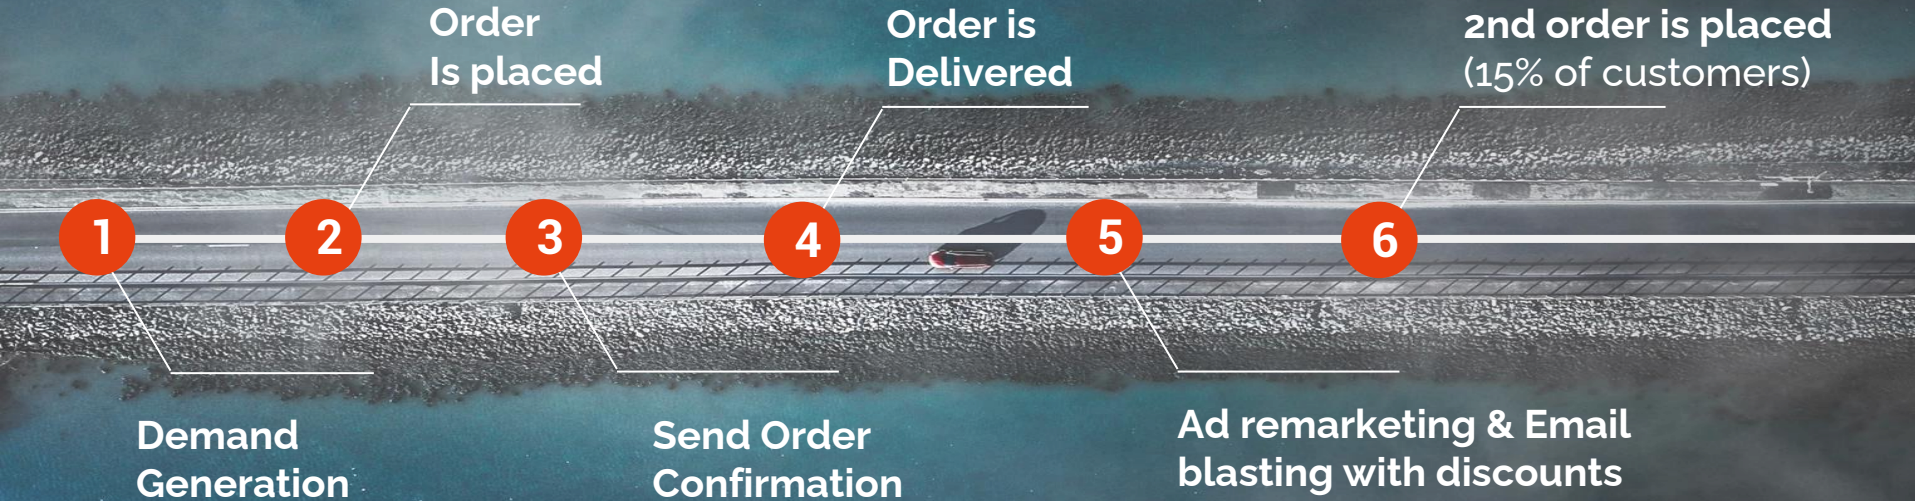 1
Demand
Generation
2
Order
Is placed
3
Send Order
Confirmation
4
Order is
Delivered
5
Ad remarketing & Email
blasting with discounts
6
2nd order is placed
(15% of customers)